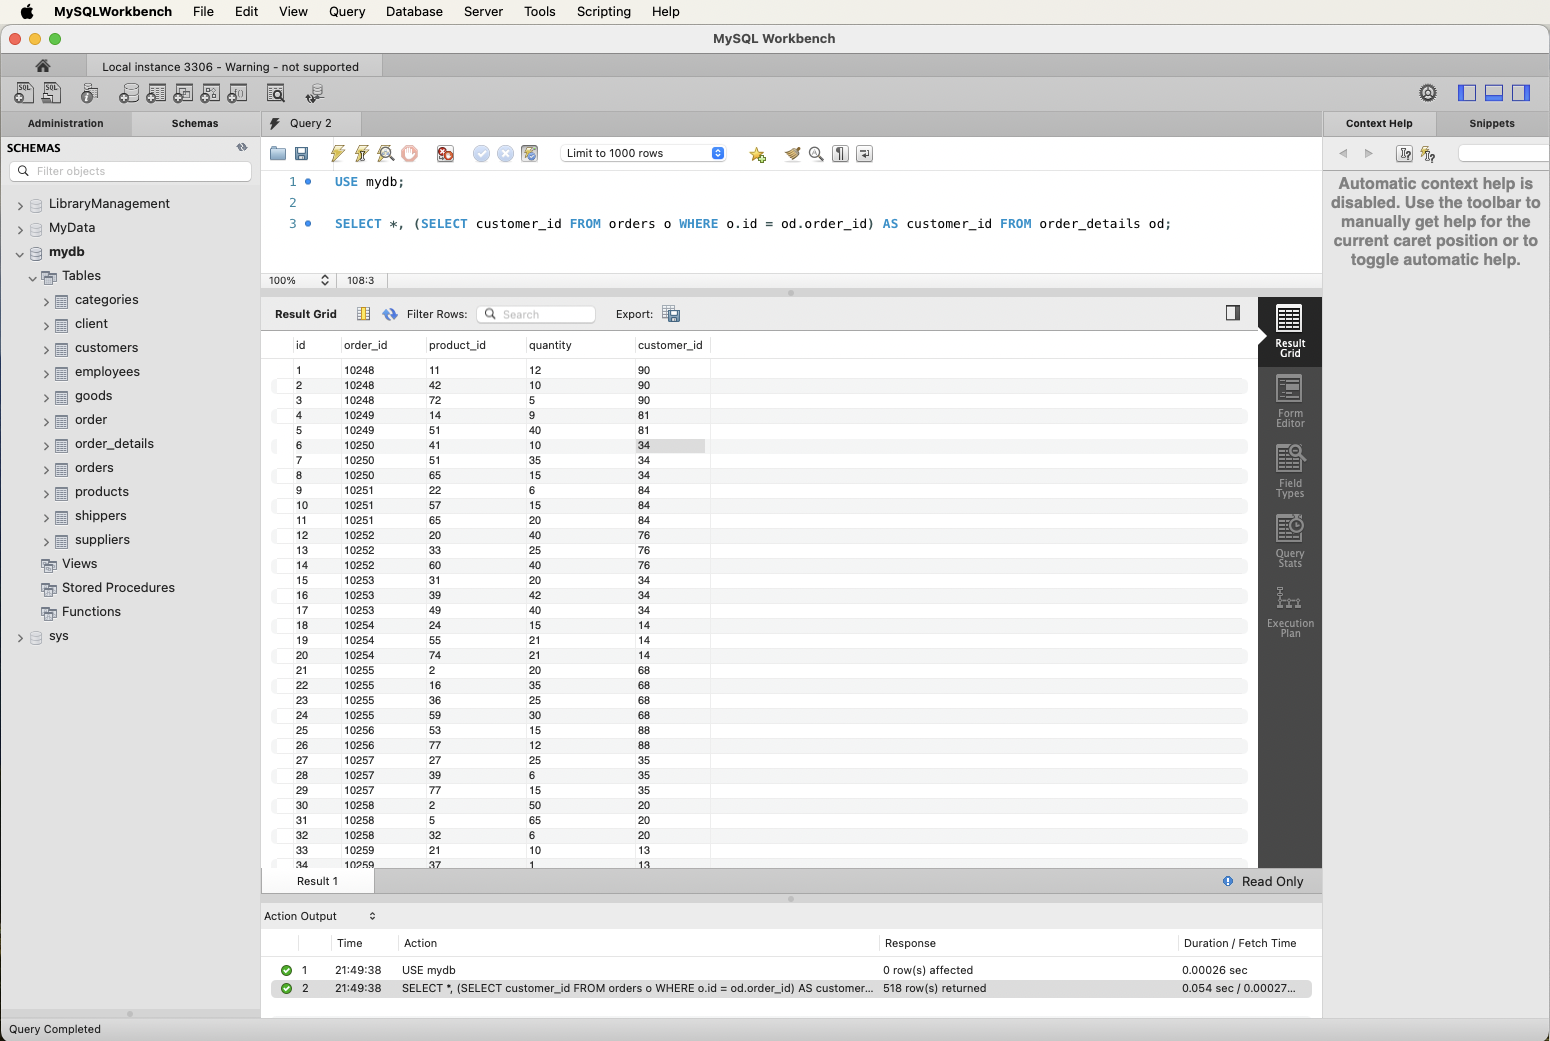 MySQLWorkbench File Edit View Query Database Server Tools Scripting Help
MySQL Workbench
Local instance 3306 - Warning - not supported
Administration Schemas
SCHEMAS
Filter objects
LibraryManagement
MyData
mydb
Tables
categories
client
customers
employees
goods
order
order_details
orders
products
shippers
suppliers
Views
Stored Procedures
Functions
sys
Query 2
Limit to 1000 rows
1 USE mydb;
2
3 SELECT *, (SELECT customer_id FROM orders o WHERE o.id = od.order_id) AS customer_id FROM order_details od;
100% 108:3
Result Grid Filter Rows: Search Export:
id order_id product_id quantity customer_id
1 10248 11 12 90
2 10248 42 10 90
3 10248 72 5 90
4 10249 14 9 81
5 10249 51 40 81
6 10250 41 10 34
7 10250 51 35 34
8 10250 65 15 34
9 10251 22 6 84
10 10251 57 15 84
11 10251 65 20 84
12 10252 20 40 76
13 10252 33 25 76
14 10252 60 40 76
15 10253 31 20 34
16 10253 39 42 34
17 10253 49 40 34
18 10254 24 15 14
19 10254 55 21 14
20 10254 74 21 14
21 10255 2 20 68
22 10255 16 35 68
23 10255 36 25 68
24 10255 59 30 68
25 10256 53 15 88
26 10256 77 12 88
27 10257 27 25 35
28 10257 39 6 35
29 10257 77 15 35
30 10258 2 50 20
31 10258 5 65 20
32 10258 32 6 20
33 10259 21 10 13
34 10259 37 1 13
Result
Grid
Form
Editor
Field
Types
Query
Stats
Execution
Plan
Result 1
Read Only
Action Output
Time Action Response Duration / Fetch Time
1 21:49:38 USE mydb 0 row(s) affected 0.00026 sec
2 21:49:38 SELECT *, (SELECT customer_id FROM orders o WHERE o.id = od.order_id) AS customer... 518 row(s) returned 0.054 sec / 0.00027...
Context Help Snippets
Automatic context help is
disabled. Use the toolbar to
manually get help for the
current caret position or to
toggle automatic help.
Query Completed